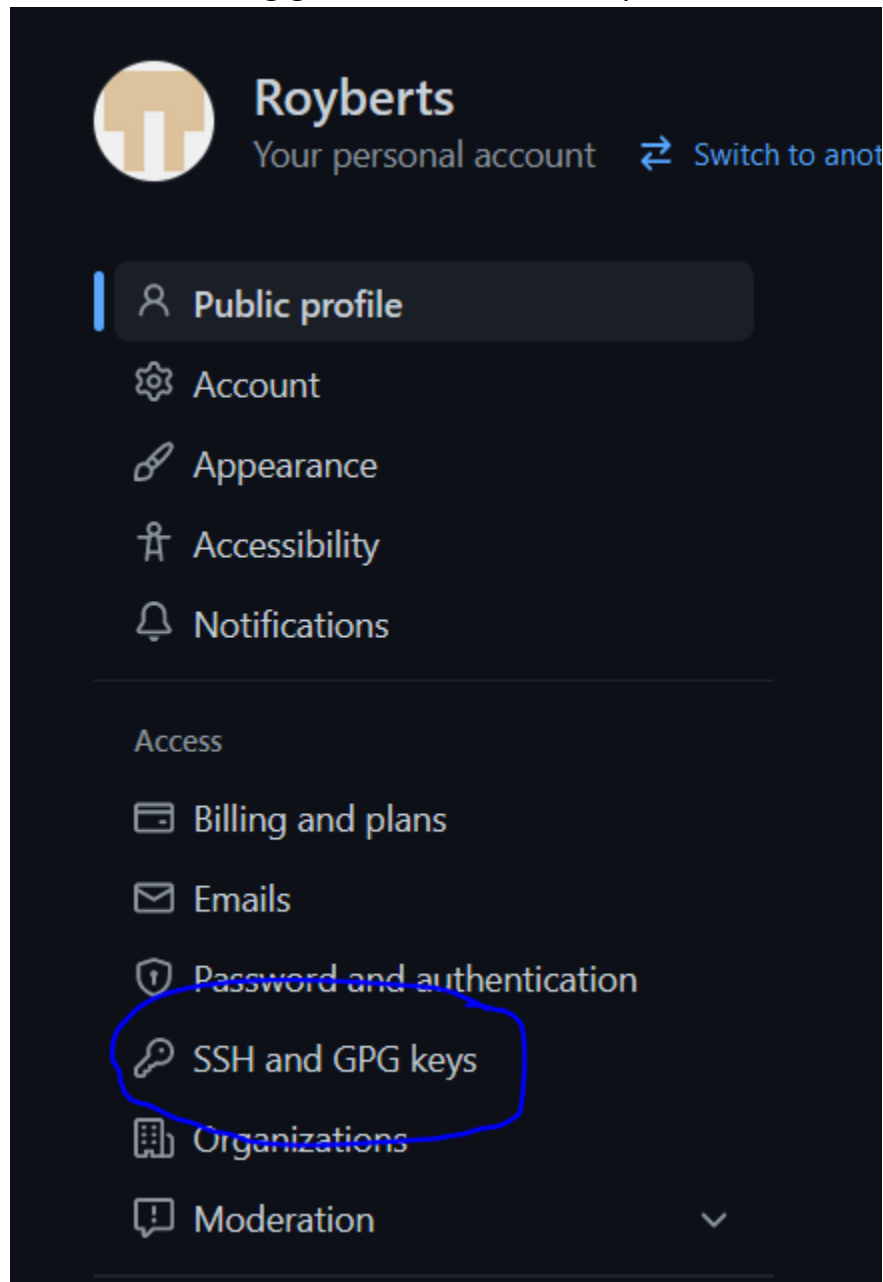 Royberts
Your personal account Switch to anot
Public profile
Account
Appearance
Accessibility
Notifications
Access
Billing and plans
Emails
Password and authentication
SSH and GPG keys
Organizations
Moderation